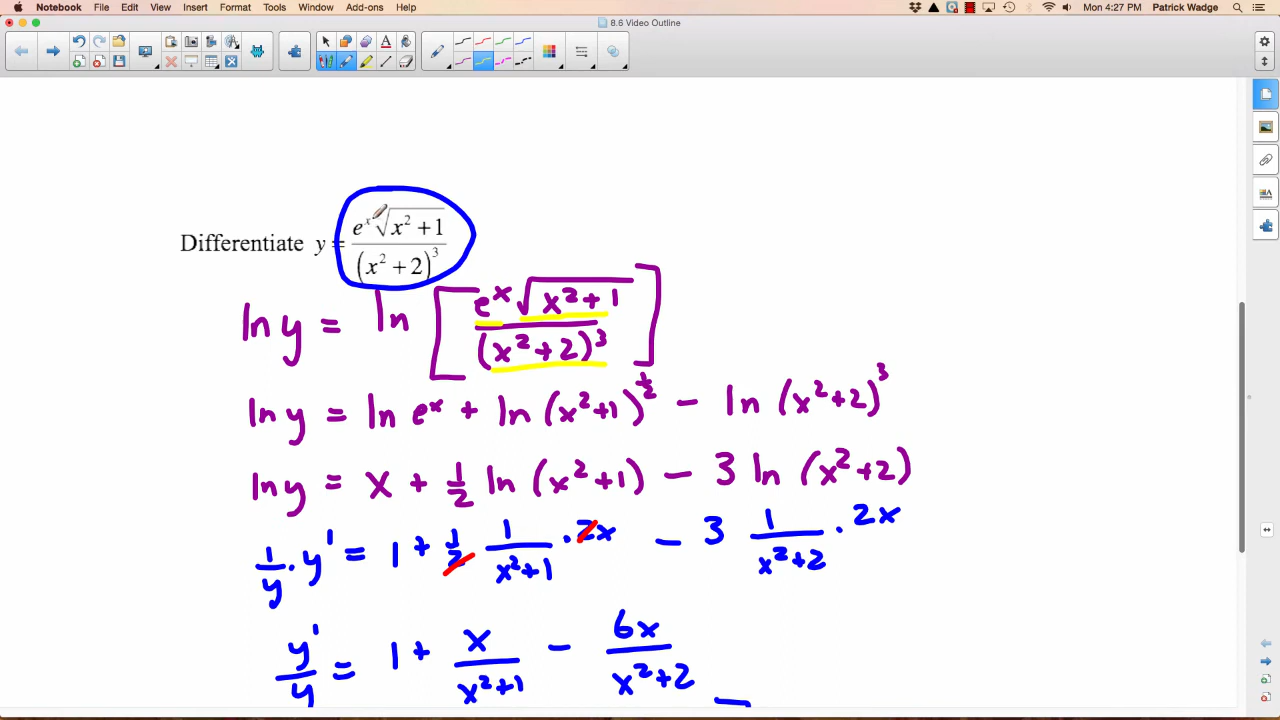 Notebook File Edit View Insert Format Tools Window Add-ons Help Mon 4:27 PM Patrick Wadge
8.6 Video Outline
Differentiate y = e^x √(x² + 1) / (x² + 2)³
ln y = ln [ e^x √(x²+1) / (x²+2)³ ]
ln y = ln e^x + ln (x²+1)^½ − ln (x²+2)³
ln y = x + ½ ln (x²+1) − 3 ln (x²+2)
1/y · y' = 1 + ½ 1/(x²+1) · 2x − 3 1/(x²+2) · 2x
y'/y = 1 + x/(x²+1) − 6x/(x²+2)